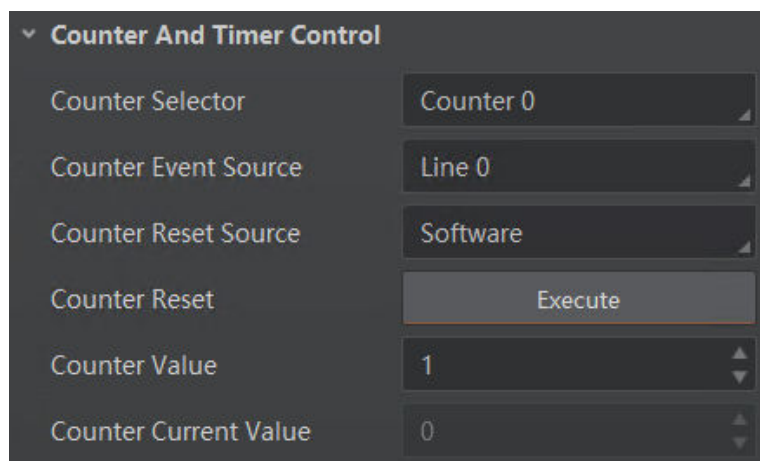 Counter And Timer Control
Counter Selector Counter 0
Counter Event Source Line 0
Counter Reset Source Software
Counter Reset Execute
Counter Value 1
Counter Current Value 0